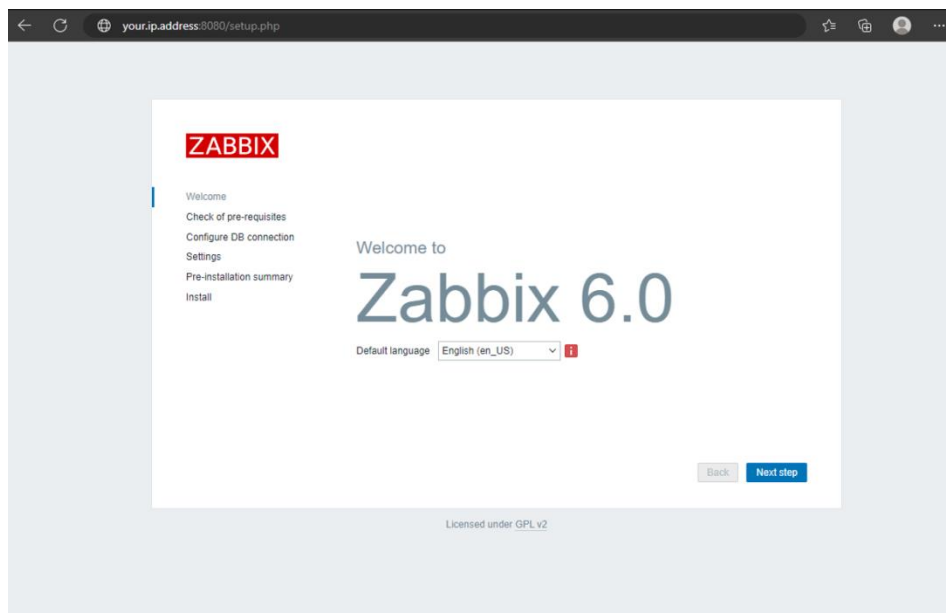 your.ip.address:8080/setup.php
ZABBIX
Welcome
Check of pre-requisites
Configure DB connection
Settings
Pre-installation summary
Install
Welcome to
Zabbix 6.0
Default language English (en_US) i
Back Next step
Licensed under GPL v2